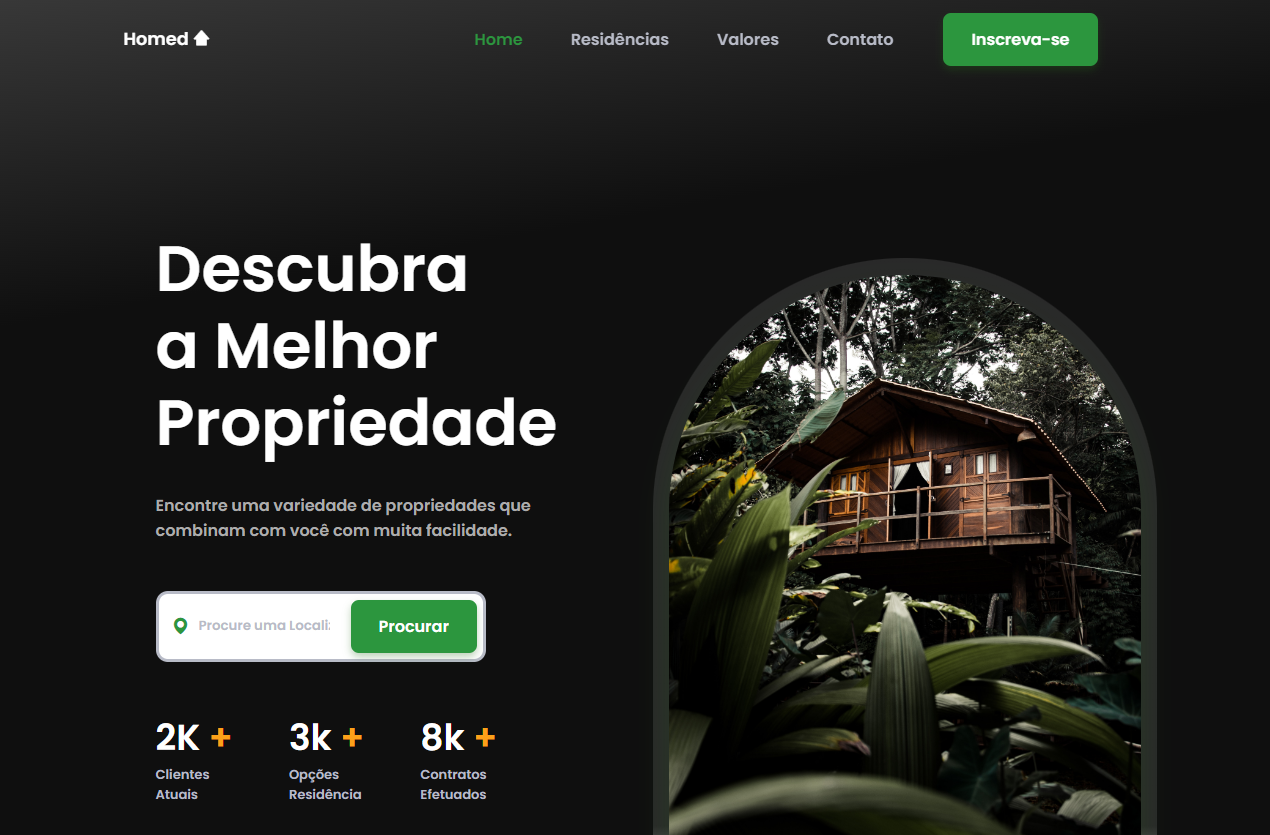 Homed
Home Residências Valores Contato Inscreva-se
Descubra
a Melhor
Propriedade
Encontre uma variedade de propriedades que
combinam com você com muita facilidade.
Procure uma Procurar
2K + 3k + 8k +
Clientes Opções Contratos
Atuais Residência Efetuados